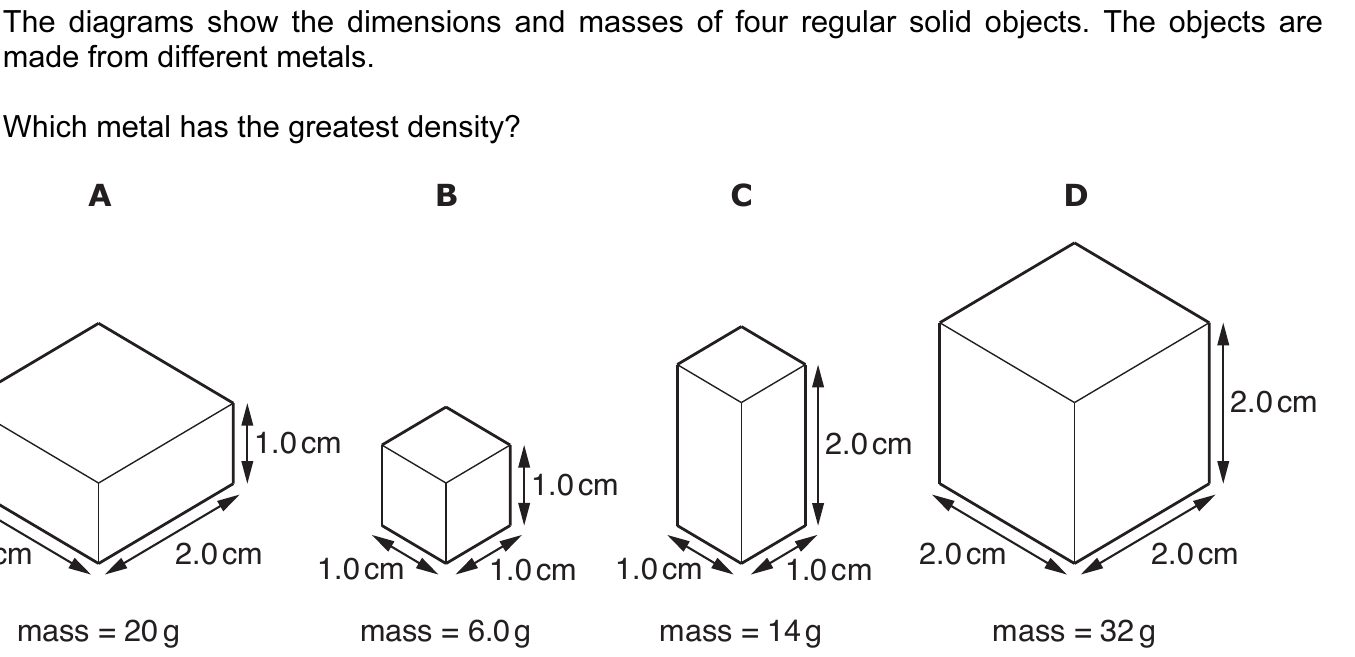 The diagrams show the dimensions and masses of four regular solid objects. The objects are
made from different metals.
Which metal has the greatest density?
A B C D
1.0 cm
2.0 cm
mass = 20 g
1.0 cm
1.0 cm 1.0 cm
mass = 6.0 g
2.0 cm
1.0 cm 1.0 cm
mass = 14 g
2.0 cm
2.0 cm 2.0 cm
mass = 32 g